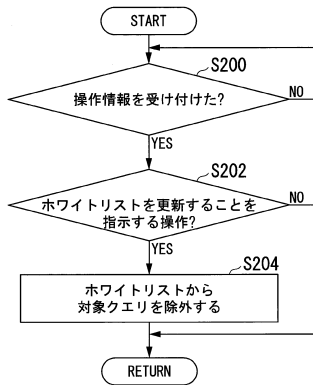 START
S200
操作情報を受け付けた?
NO
YES
S202
ホワイトリストを更新することを
指示する操作?
NO
YES
S204
ホワイトリストから
対象クエリを除外する
RETURN